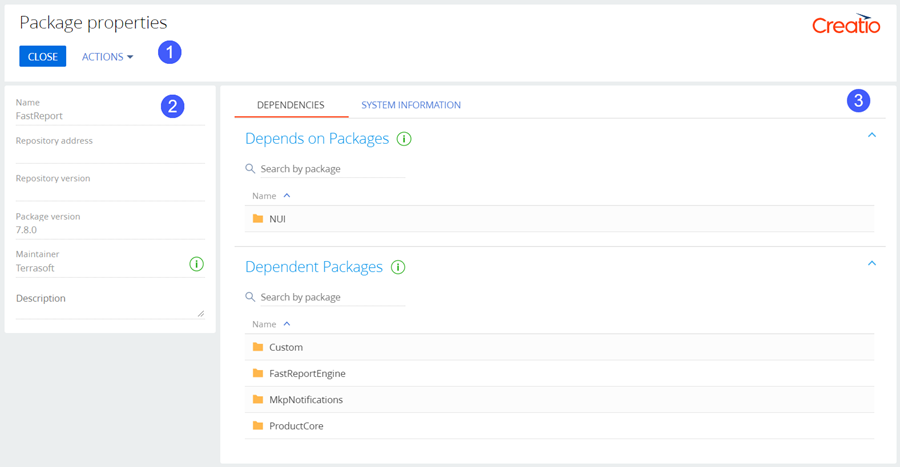 Package properties
Creatio
CLOSE ACTIONS 1
2
Name
FastReport
Repository address
Repository version
Package version
7.8.0
Maintainer
Terrasoft
Description
DEPENDENCIES SYSTEM INFORMATION 3
Depends on Packages
Search by package
Name
NUI
Dependent Packages
Search by package
Name
Custom
FastReportEngine
MkpNotifications
ProductCore